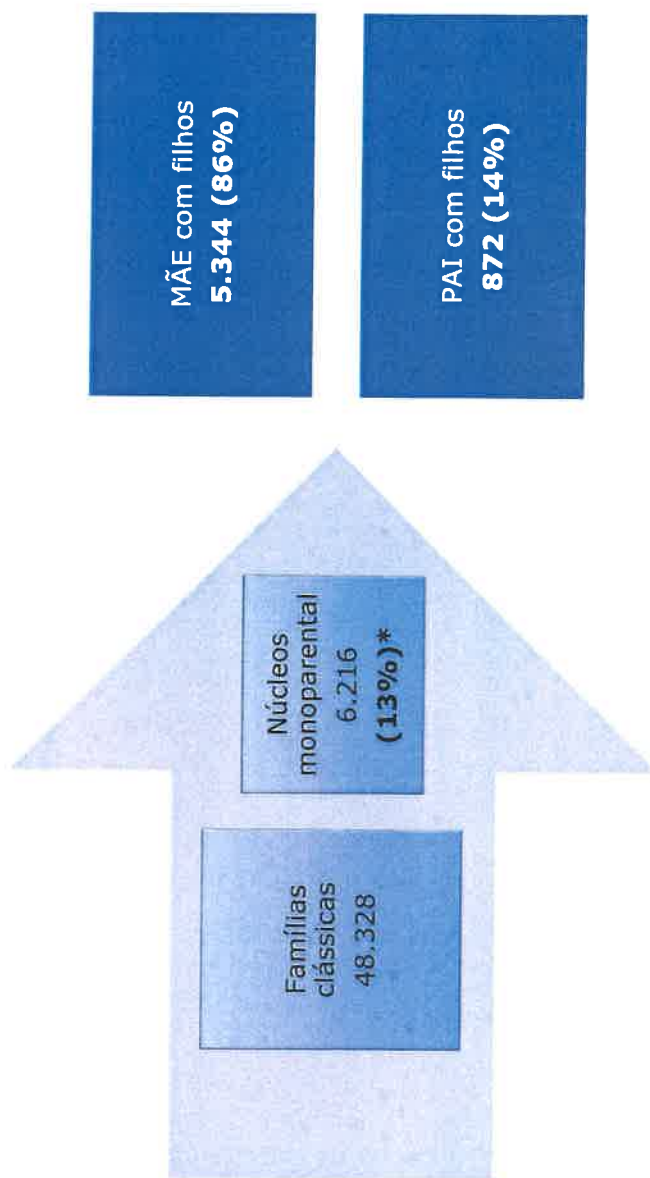 Famílias
clássicas
48.328
Núcleos
monoparental
6.216
(13%)*
MÃE com filhos
5.344 (86%)
PAI com filhos
872 (14%)